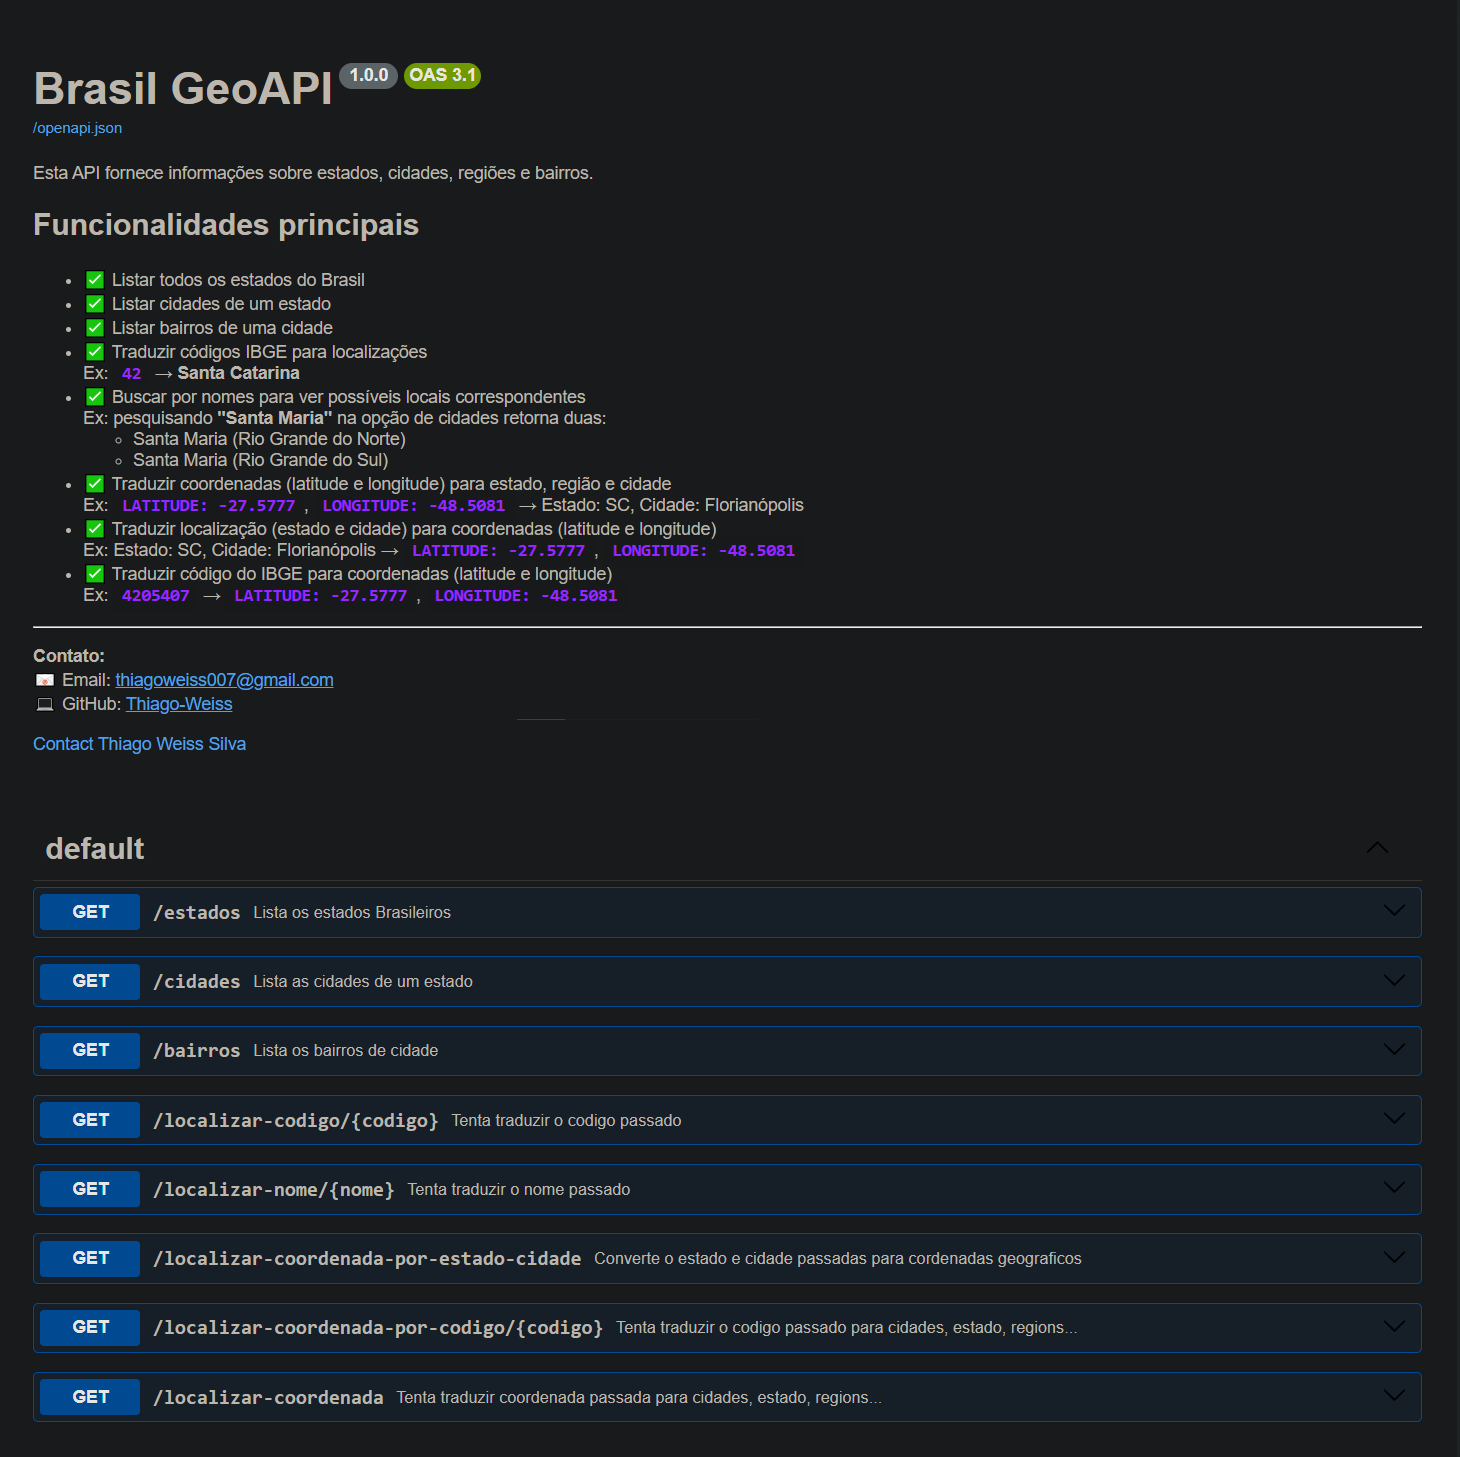 Brasil GeoAPI 1.0.0 OAS 3.1
/openapi.json
Esta API fornece informações sobre estados, cidades, regiões e bairros.
Funcionalidades principais
• ✅ Listar todos os estados do Brasil
• ✅ Listar cidades de um estado
• ✅ Listar bairros de uma cidade
• ✅ Traduzir códigos IBGE para localizações
Ex: 42 → Santa Catarina
• ✅ Buscar por nomes para ver possíveis locais correspondentes
Ex: pesquisando "Santa Maria" na opção de cidades retorna duas:
◦ Santa Maria (Rio Grande do Norte)
◦ Santa Maria (Rio Grande do Sul)
• ✅ Traduzir coordenadas (latitude e longitude) para estado, região e cidade
Ex: LATITUDE: -27.5777 , LONGITUDE: -48.5081 → Estado: SC, Cidade: Florianópolis
• ✅ Traduzir localização (estado e cidade) para coordenadas (latitude e longitude)
Ex: Estado: SC, Cidade: Florianópolis → LATITUDE: -27.5777 , LONGITUDE: -48.5081
• ✅ Traduzir código do IBGE para coordenadas (latitude e longitude)
Ex: 4205407 → LATITUDE: -27.5777 , LONGITUDE: -48.5081
Contato:
📧 Email: thiagoweiss007@gmail.com
💻 GitHub: Thiago-Weiss
Contact Thiago Weiss Silva
default
GET /estados Lista os estados Brasileiros
GET /cidades Lista as cidades de um estado
GET /bairros Lista os bairros de cidade
GET /localizar-codigo/{codigo} Tenta traduzir o codigo passado
GET /localizar-nome/{nome} Tenta traduzir o nome passado
GET /localizar-coordenada-por-estado-cidade Converte o estado e cidade passadas para cordenadas geograficos
GET /localizar-coordenada-por-codigo/{codigo} Tenta traduzir o codigo passado para cidades, estado, regions...
GET /localizar-coordenada Tenta traduzir coordenada passada para cidades, estado, regions...